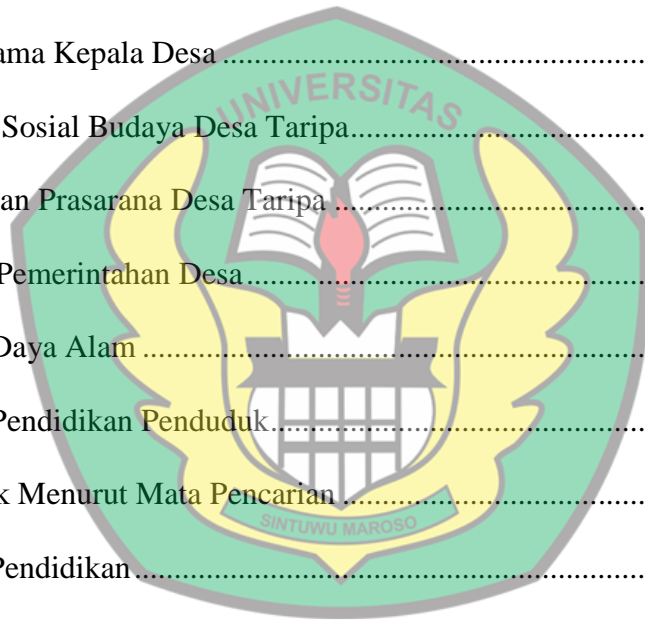 ama Kepala Desa ....................................................
UNIVERSITAS
Sosial Budaya Desa Taripa....................................
an Prasarana Desa Taripa ......................................
Pemerintahan Desa.................................................
Daya Alam ..............................................................
Pendidikan Penduduk..............................................
k Menurut Mata Pencarian .....................................
SINTUWU MAROSO
Pendidikan...............................................................